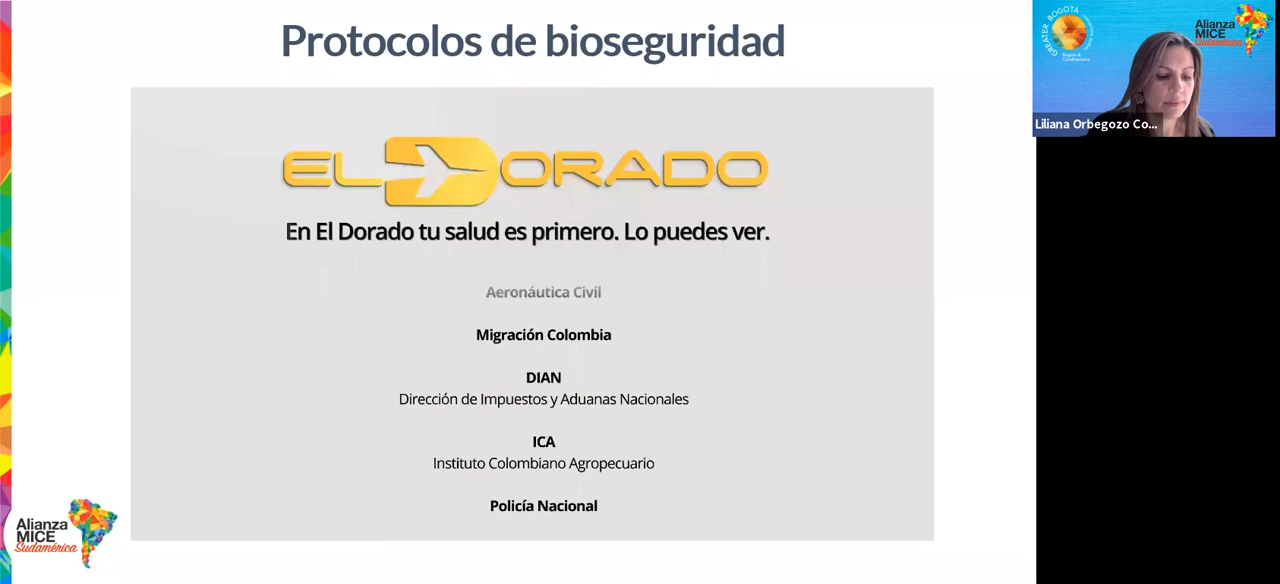 Protocolos de bioseguridad
EL DORADO
En El Dorado tu salud es primero. Lo puedes ver.
Aeronáutica Civil
Migración Colombia
DIAN
Dirección de Impuestos y Aduanas Nacionales
ICA
Instituto Colombiano Agropecuario
Policía Nacional
Alianza
MICE
Sudamérica
GREATER BOGOTÁ
Alianza
MICE
Sudamérica
Liliana Orbegozo Co...